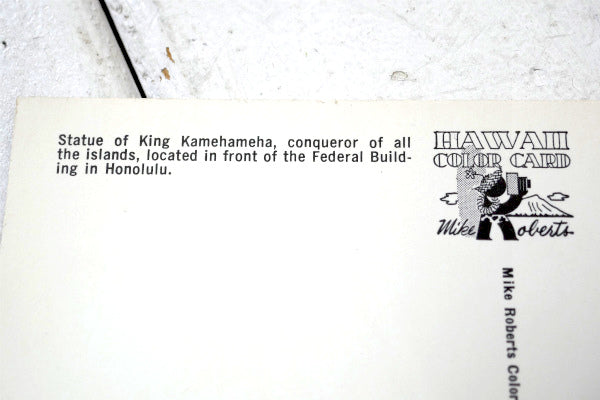 Statue of King Kamehameha, conqueror of all
the islands, located in front of the Federal Build-
ing in Honolulu.
HAWAII
COLOR CARD
Mike Roberts
Mike Roberts Color